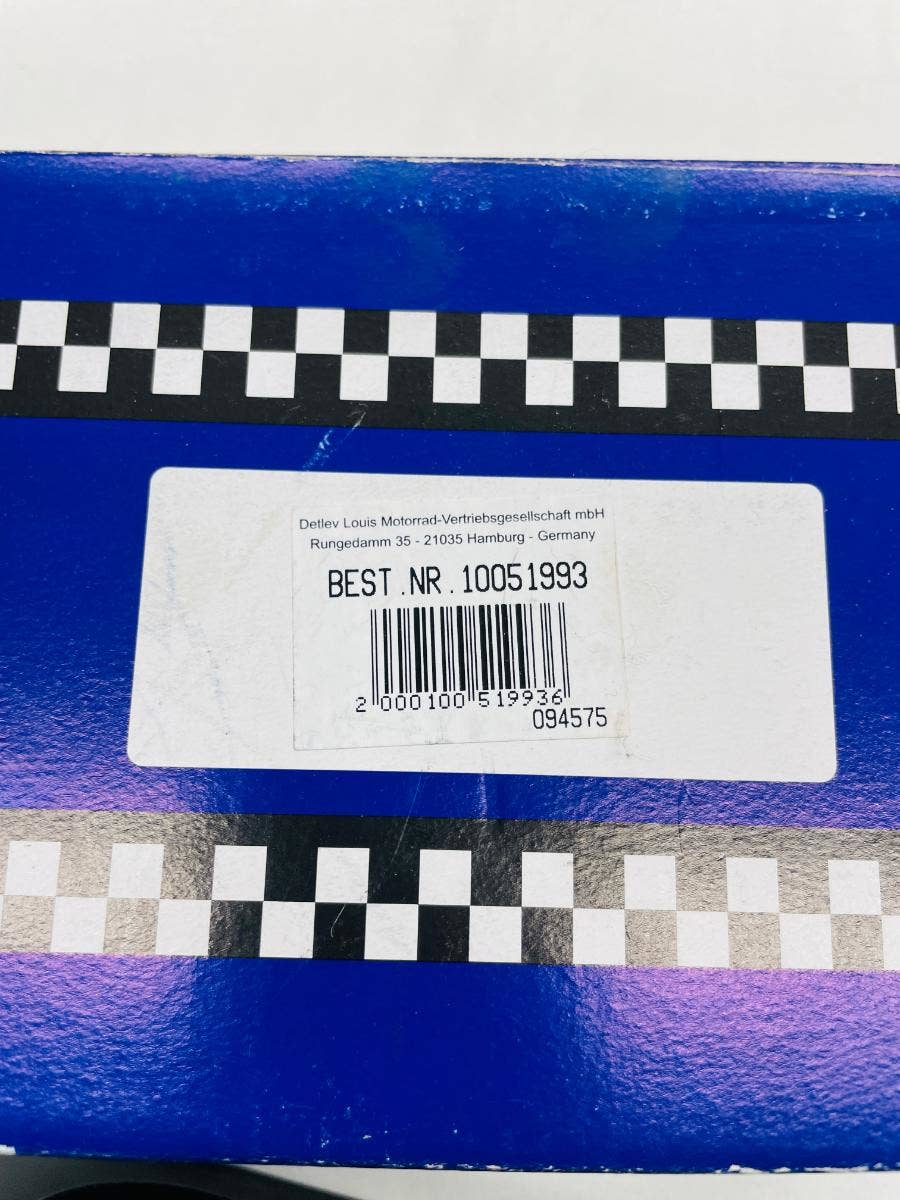 Detlev Louis Motorrad-Vertriebsgesellschaft mbH
Rungedamm 35 - 21035 Hamburg - Germany
BEST.NR.10051993
2 000100 519936
094575